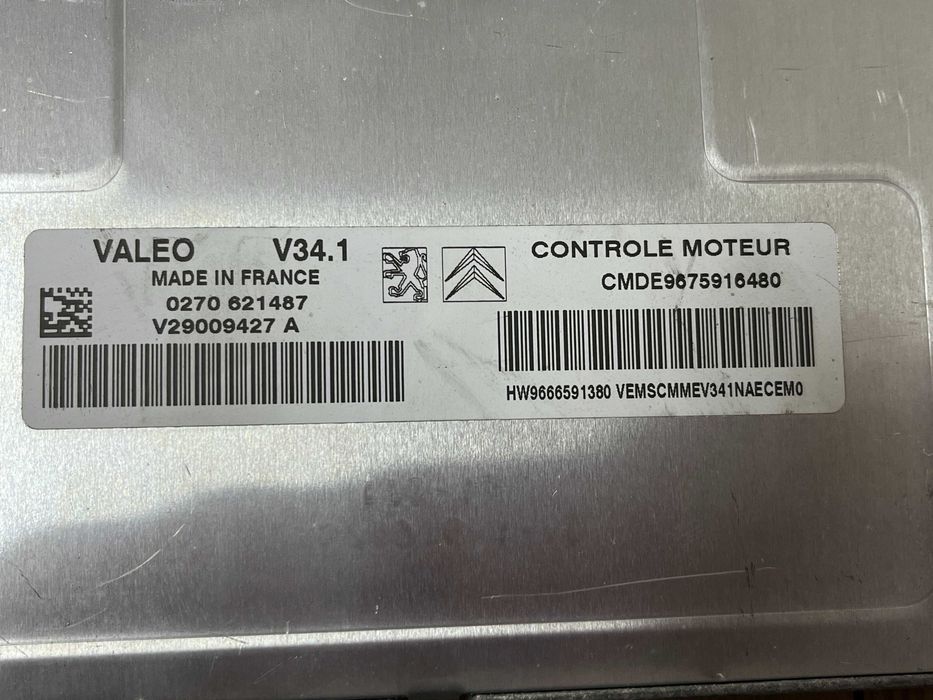 VALEO V34.1
MADE IN FRANCE
0270 621487
V29009427 A
CONTROLE MOTEUR
CMDE9675916480
HW9666591380 VEMSCMMEV341NAECEM0